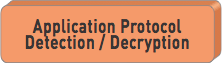 Application Protocol
Detection / Decryption